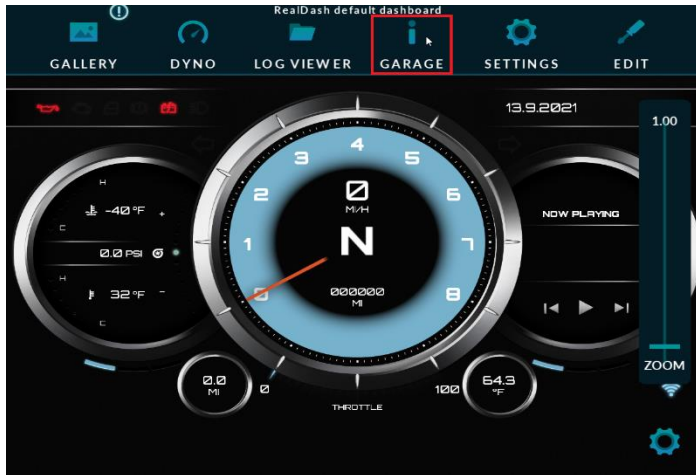 RealDash default dashboard
GALLERY DYNO LOG VIEWER GARAGE SETTINGS EDIT
13.9.2021
1.00
4
3 5
2 6
1 7
0 8
0
MI/H
N
000000
MI
H
-40 °F +
C
0.0 PSI
H
32 °F -
C
NOW PLAYING
ZOOM
0.0
MI
0
THROTTLE
100
64.3
°F